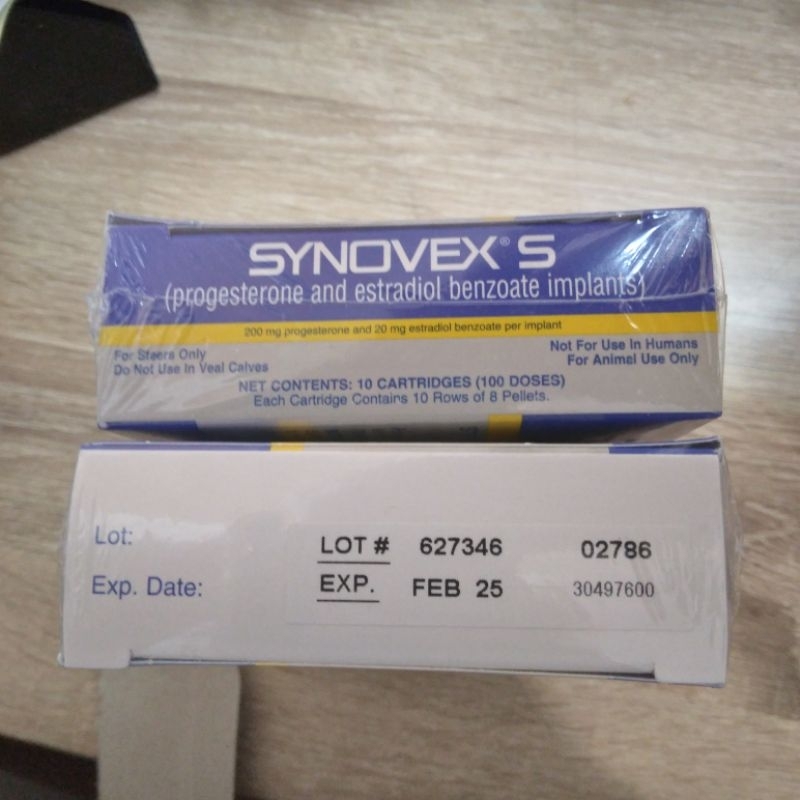 SYNOVEX® S
(progesterone and estradiol benzoate implants)
200 mg progesterone and 20 mg estradiol benzoate per implant
For Steers Only
Do Not Use In Veal Calves
Not For Use In Humans
For Animal Use Only
NET CONTENTS: 10 CARTRIDGES (100 DOSES)
Each Cartridge Contains 10 Rows of 8 Pellets.
Lot: LOT # 627346 02786
Exp. Date: EXP. FEB 25 30497600